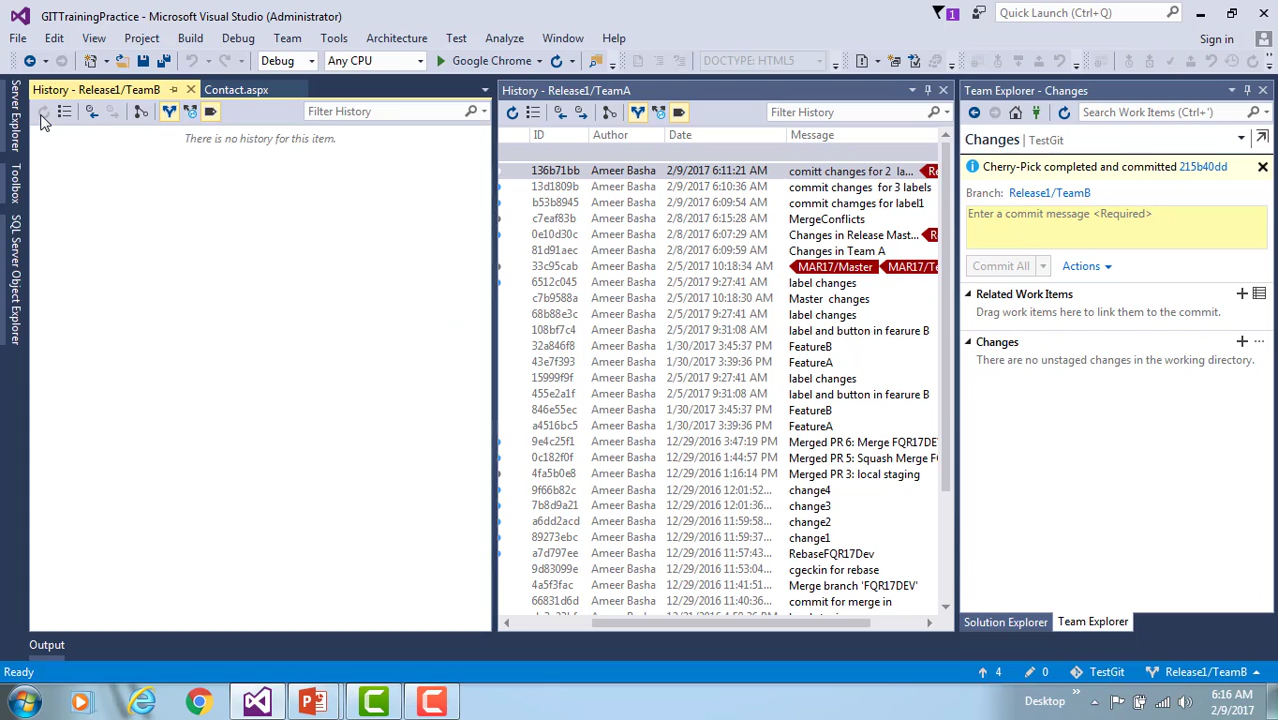 GITTrainingPractice - Microsoft Visual Studio (Administrator)
1
Quick Launch (Ctrl+Q)
File Edit View Project Build Debug Team Tools Architecture Test Analyze Window Help
Sign in
Debug Any CPU Google Chrome DOCTYPE: HTML5
History - Release1/TeamB Contact.aspx
Filter History
There is no history for this item.
Server Explorer
Toolbox
SQL Server Object Explorer
History - Release1/TeamA
Filter History
ID Author Date Message
136b71bb Ameer Basha 2/9/2017 6:11:21 AM comitt changes for 2 la... Re
13d1809b Ameer Basha 2/9/2017 6:10:36 AM commit changes for 3 labels
b53b8945 Ameer Basha 2/9/2017 6:09:54 AM commit changes for label1
c7eaf83b Ameer Basha 2/8/2017 6:15:28 AM MergeConflicts
0e10d30c Ameer Basha 2/8/2017 6:07:29 AM Changes in Release Mast... R
81d91aec Ameer Basha 2/8/2017 6:09:59 AM Changes in Team A
33c95cab Ameer Basha 2/5/2017 10:18:34 AM MAR17/Master MAR17/Te
6512c045 Ameer Basha 2/5/2017 9:27:41 AM label changes
c7b9588a Ameer Basha 2/5/2017 10:18:30 AM Master changes
68b88e3c Ameer Basha 2/5/2017 9:27:41 AM label changes
108bf7c4 Ameer Basha 2/5/2017 9:31:08 AM label and button in fearure B
32a846f8 Ameer Basha 1/30/2017 3:45:37 PM FeatureB
43e7f393 Ameer Basha 1/30/2017 3:39:36 PM FeatureA
15999f9f Ameer Basha 2/5/2017 9:27:41 AM label changes
455e2a1f Ameer Basha 2/5/2017 9:31:08 AM label and button in fearure B
846e55ec Ameer Basha 1/30/2017 3:45:37 PM FeatureB
a4516bc5 Ameer Basha 1/30/2017 3:39:36 PM FeatureA
9e4c25f1 Ameer Basha 12/29/2016 3:47:19 PM Merged PR 6: Merge FQR17DE
0c182f0f Ameer Basha 12/29/2016 1:44:57 PM Merged PR 5: Squash Merge F
4fa5b0e8 Ameer Basha 12/29/2016 1:16:14 PM Merged PR 3: local staging
9f66b82c Ameer Basha 12/29/2016 12:01:52... change4
7b8d9a21 Ameer Basha 12/29/2016 12:01:05... change3
a6dd2acd Ameer Basha 12/29/2016 11:59:58... change2
89273ebc Ameer Basha 12/29/2016 11:59:17... change1
a7d797ee Ameer Basha 12/29/2016 11:57:43... RebaseFQR17Dev
9d83099e Ameer Basha 12/29/2016 11:53:04... cgeckin for rebase
4a5f3fac Ameer Basha 12/29/2016 11:41:51... Merge branch 'FQR17DEV'
66831d6d Ameer Basha 12/29/2016 11:40:36... commit for merge in
Team Explorer - Changes
Search Work Items (Ctrl+')
Changes | TestGit
Cherry-Pick completed and committed 215b40dd
Branch: Release1/TeamB
Enter a commit message <Required>
Commit All Actions
Related Work Items
Drag work items here to link them to the commit.
Changes
There are no unstaged changes in the working directory.
Solution Explorer Team Explorer
Output
Ready
4 0 TestGit Release1/TeamB
Desktop
6:16 AM
2/9/2017